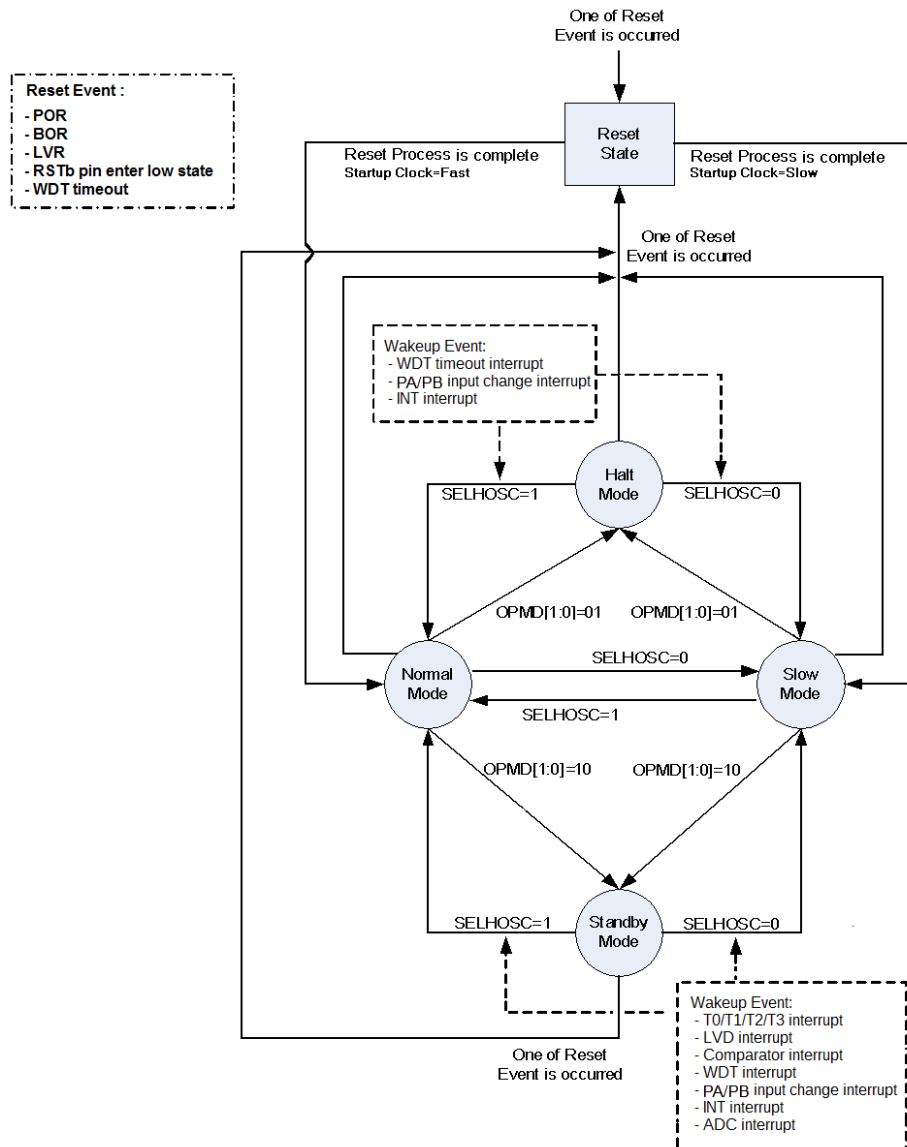 One of Reset
Event is occurred
Reset Event :
- POR
- BOR
- LVR
- RSTb pin enter low state
- WDT timeout
Reset
State
Reset Process is complete
Startup Clock=Fast
Reset Process is complete
Startup Clock=Slow
One of Reset
Event is occurred
Wakeup Event:
- WDT timeout interrupt
- PA/PB input change interrupt
- INT interrupt
Halt
Mode
SELHOSC=1
SELHOSC=0
OPMD[1:0]=01
OPMD[1:0]=01
Normal
Mode
SELHOSC=0
SELHOSC=1
Slow
Mode
OPMD[1:0]=10
OPMD[1:0]=10
Standby
Mode
SELHOSC=1
SELHOSC=0
One of Reset
Event is occurred
Wakeup Event:
- T0/T1/T2/T3 interrupt
- LVD interrupt
- Comparator interrupt
- WDT interrupt
- PA/PB input change interrupt
- INT interrupt
- ADC interrupt